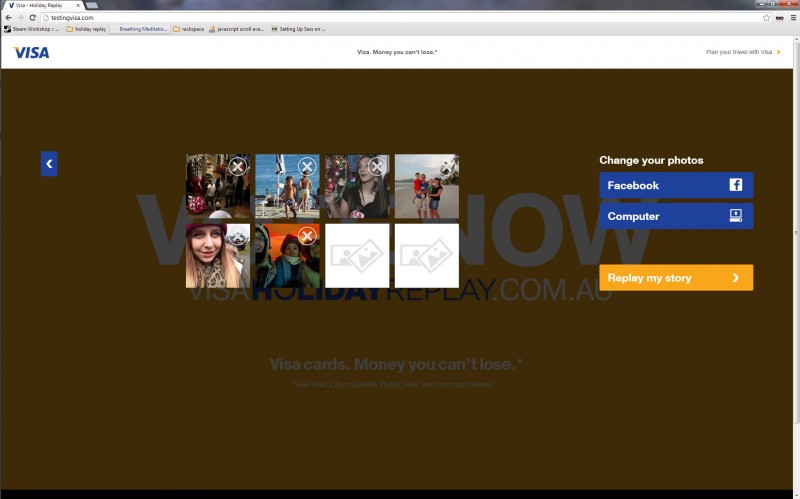 Visa - Holiday Replay
testingvisa.com
Steam Workshop :: ...
holiday replay
Breathing Meditatio...
rackspace
javascript scroll eve...
Setting Up Sass on ...
VISA
Visa. Money you can't lose.*
Plan your travel with Visa
Change your photos
Facebook
Computer
NOW
Replay my story
VISAHOLIDAYREPLAY.COM.AU
Visa cards. Money you can't lose.*
*See Visa's Zero Liability Policy, visit: visa.com.au/prepaid